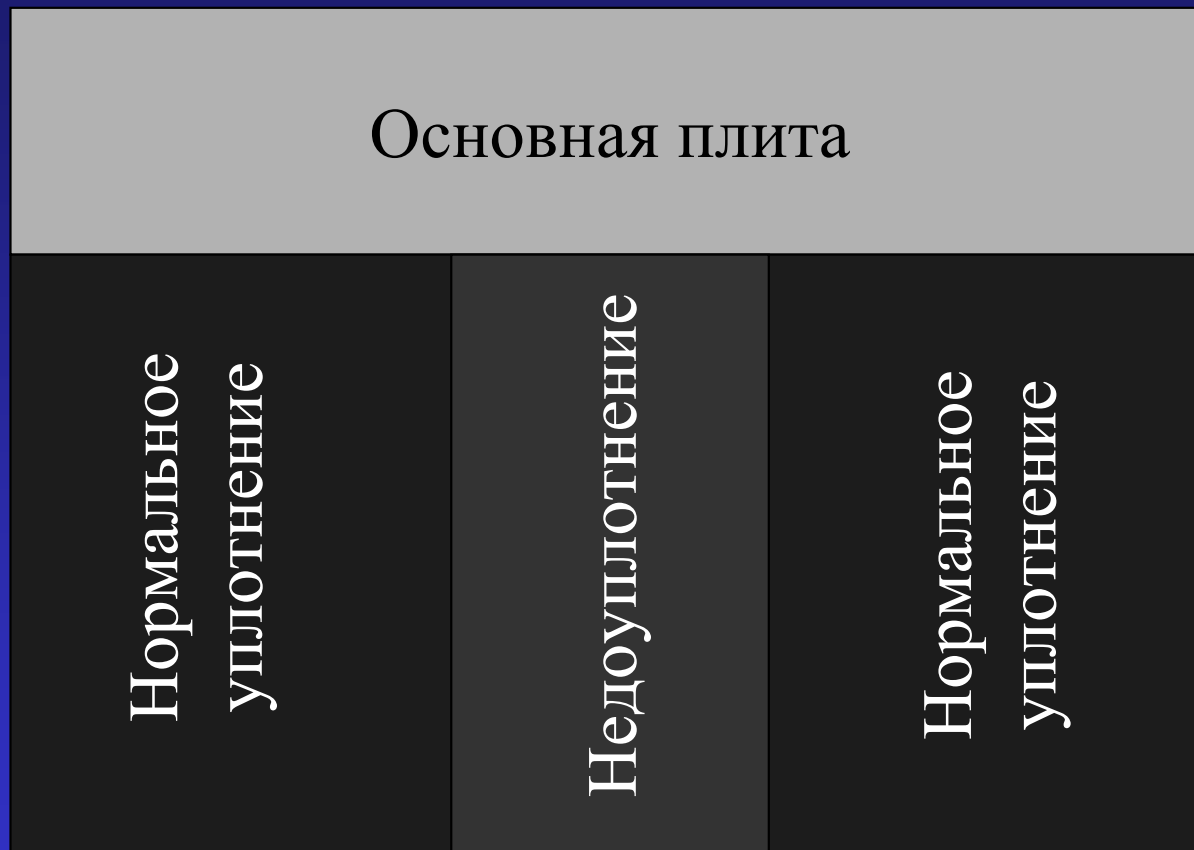 Основная плита
Нормальное
уплотнение
Недоуплотнение
Нормальное
уплотнение